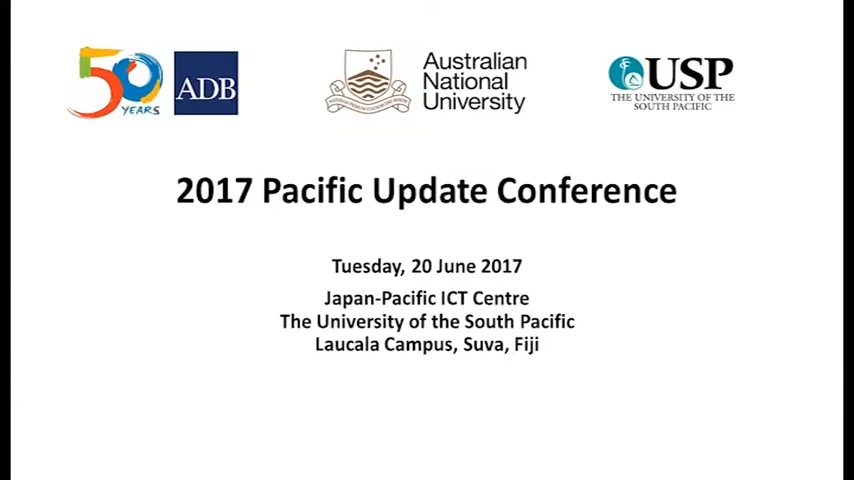 50 YEARS
ADB
Australian
National
University
USP
THE UNIVERSITY OF THE
SOUTH PACIFIC
2017 Pacific Update Conference
Tuesday, 20 June 2017
Japan-Pacific ICT Centre
The University of the South Pacific
Laucala Campus, Suva, Fiji